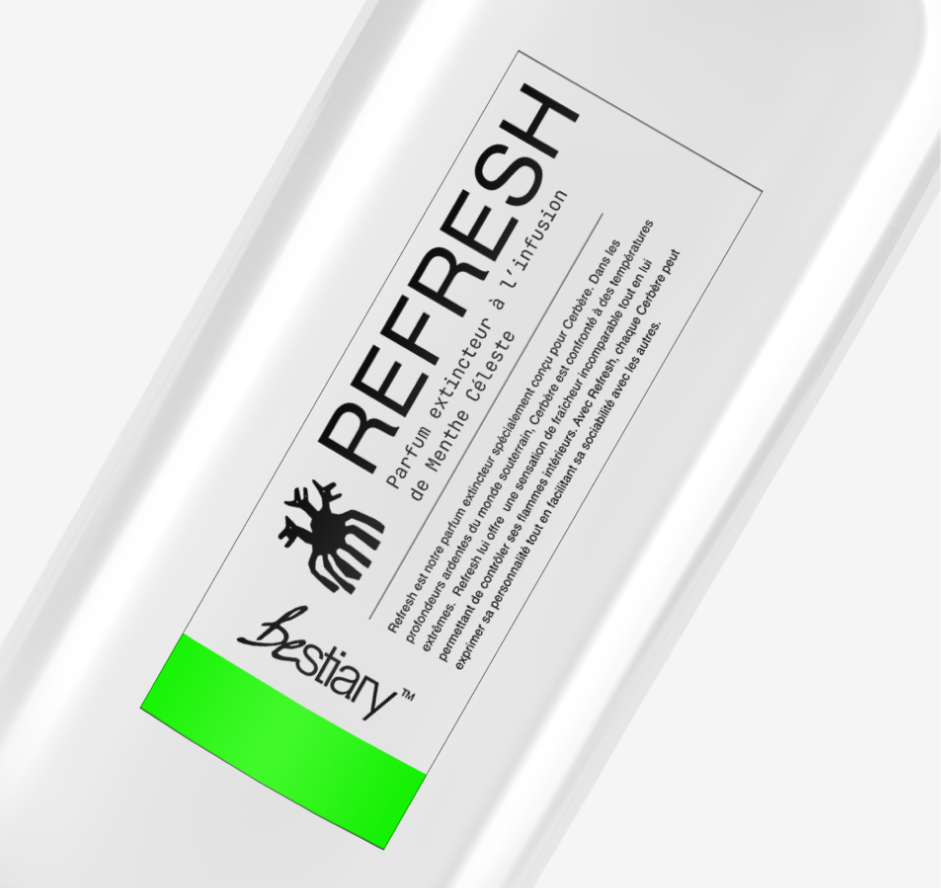 REFRESH
Parfum extincteur à l'infusion
de Menthe Céleste
Refresh est notre parfum extincteur spécialement conçu pour Cerbère. Dans les
profondeurs ardentes du monde souterrain, Cerbère est confronté à des températures
extrêmes. Refresh lui offre une sensation de fraîcheur incomparable tout en lui
permettant de contrôler ses flammes intérieurs. Avec Refresh, chaque Cerbère peut
exprimer sa personnalité tout en facilitant sa sociabilité avec les autres.
bestiary™